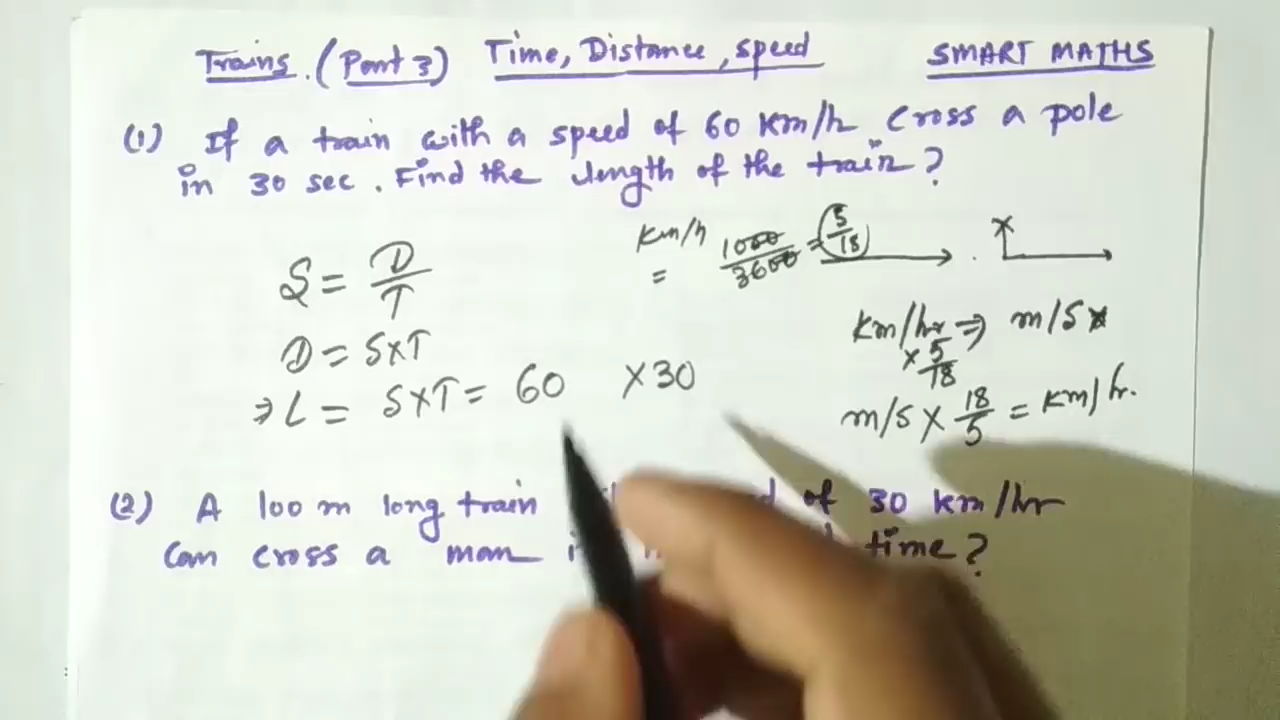 Trains. (Part 3) Time, Distance, speed SMART MATHS
(1) If a train with a speed of 60 Km/h cross a pole
in 30 sec. Find the length of the train?
Km/h
= 1000/3600 = 5/18
x
S = D/T
D = S×T
⇒ L = S×T = 60 ×30
Km/hr ⇒ m/s
× 5/18
m/s × 18/5 = Km/hr.
(2) A 100 m long train of 30 km/hr
Can cross a man time?